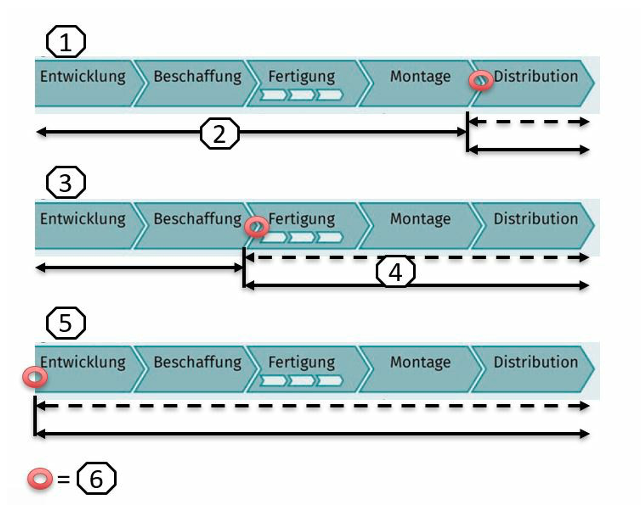 1
Entwicklung Beschaffung Fertigung Montage Distribution
2
3
Entwicklung Beschaffung Fertigung Montage Distribution
4
5
Entwicklung Beschaffung Fertigung Montage Distribution
= 6